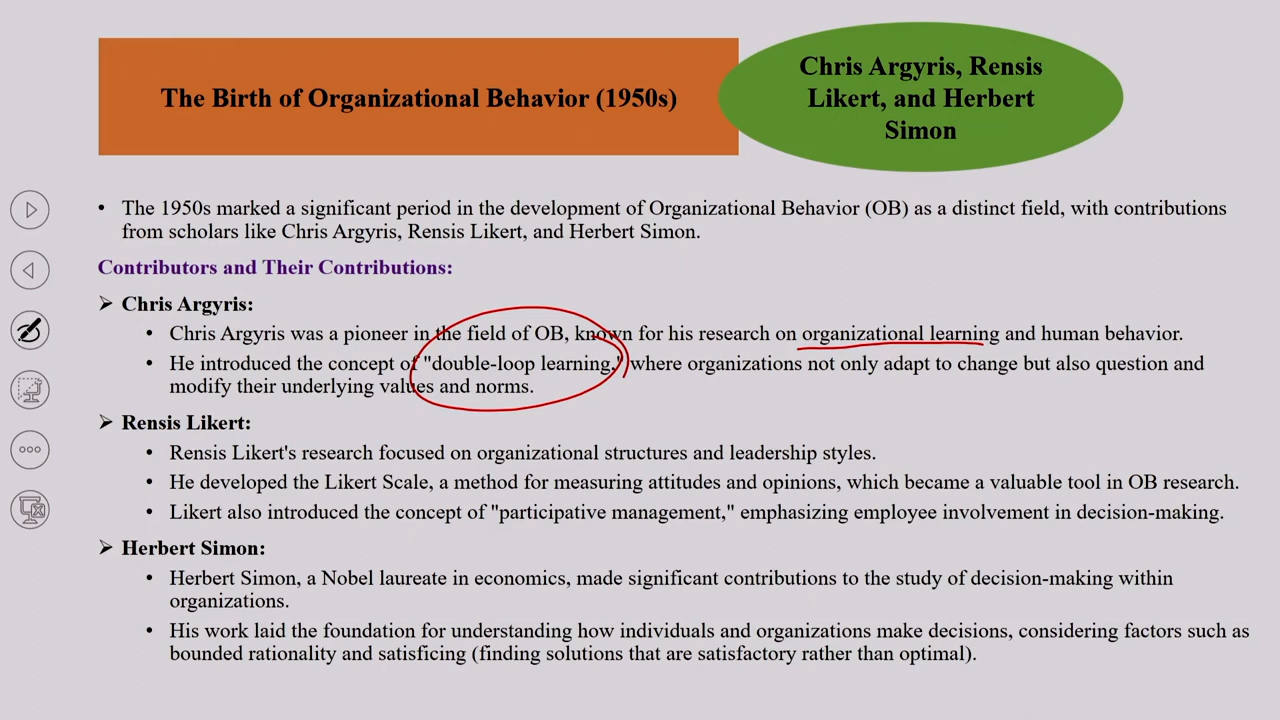 The Birth of Organizational Behavior (1950s)
Chris Argyris, Rensis
Likert, and Herbert
Simon
• The 1950s marked a significant period in the development of Organizational Behavior (OB) as a distinct field, with contributions
from scholars like Chris Argyris, Rensis Likert, and Herbert Simon.
Contributors and Their Contributions:
➢ Chris Argyris:
• Chris Argyris was a pioneer in the field of OB, known for his research on organizational learning and human behavior.
• He introduced the concept of "double-loop learning," where organizations not only adapt to change but also question and
modify their underlying values and norms.
➢ Rensis Likert:
• Rensis Likert's research focused on organizational structures and leadership styles.
• He developed the Likert Scale, a method for measuring attitudes and opinions, which became a valuable tool in OB research.
• Likert also introduced the concept of "participative management," emphasizing employee involvement in decision-making.
➢ Herbert Simon:
• Herbert Simon, a Nobel laureate in economics, made significant contributions to the study of decision-making within
organizations.
• His work laid the foundation for understanding how individuals and organizations make decisions, considering factors such as
bounded rationality and satisficing (finding solutions that are satisfactory rather than optimal).